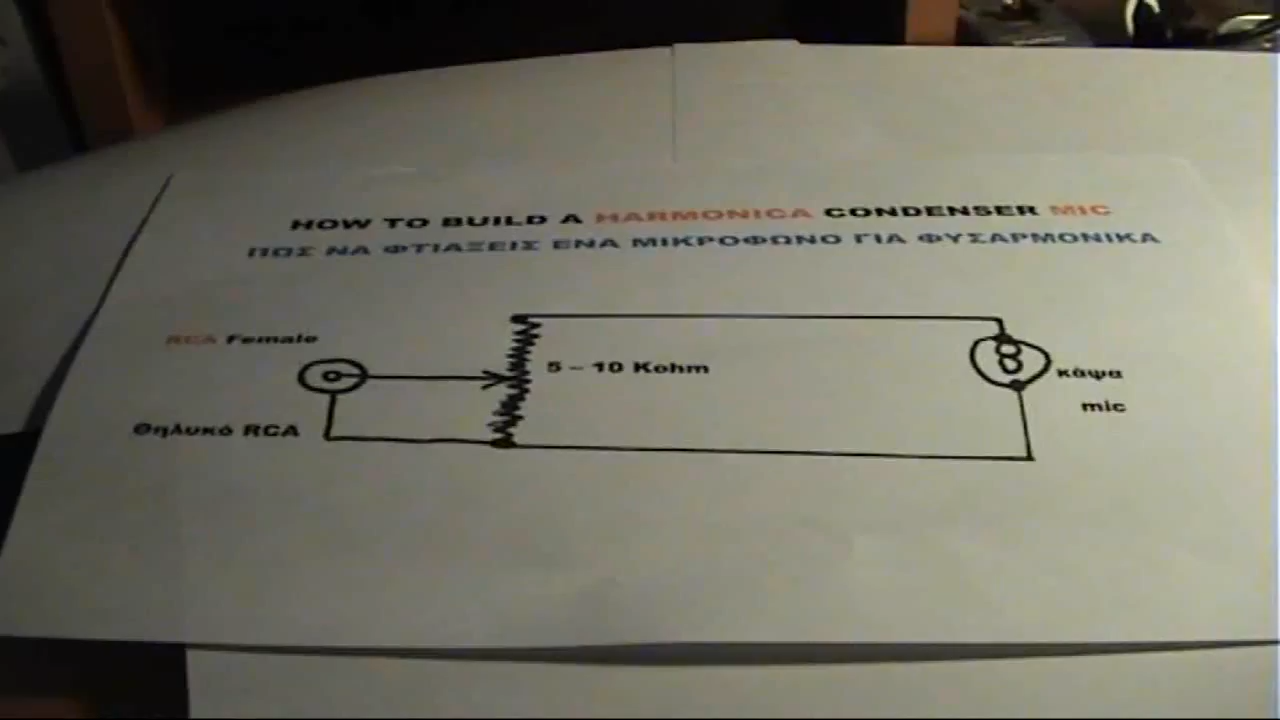 HOW TO BUILD A HARMONICA CONDENSER MIC
ΠΩΣ ΝΑ ΦΤΙΑΞΕΙΣ ΕΝΑ ΜΙΚΡΟΦΩΝΟ ΓΙΑ ΦΥΣΑΡΜΟΝΙΚΑ
RCA Female
5 – 10 Kohm
κάψα
mic
Θηλυκό RCA